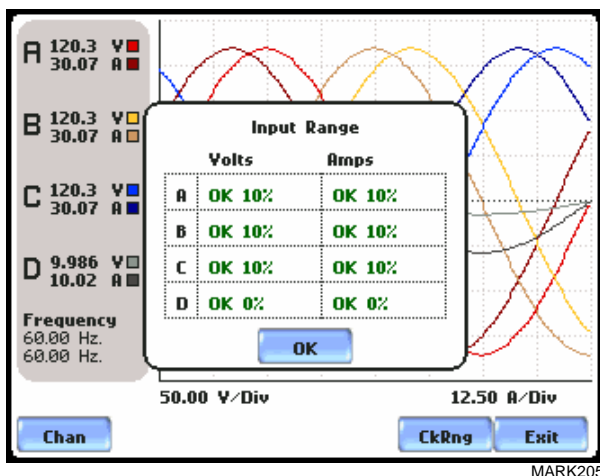 A 120.3 V
30.07 A
B 120.3 V
30.07 A
C 120.3 V
30.07 A
D 9.986 V
10.02 A
Frequency
60.00 Hz.
60.00 Hz.
Input Range
Volts Amps
A OK 10% OK 10%
B OK 10% OK 10%
C OK 10% OK 10%
D OK 0% OK 0%
OK
50.00 V/Div 12.50 A/Div
Chan CkRng Exit
MARK205